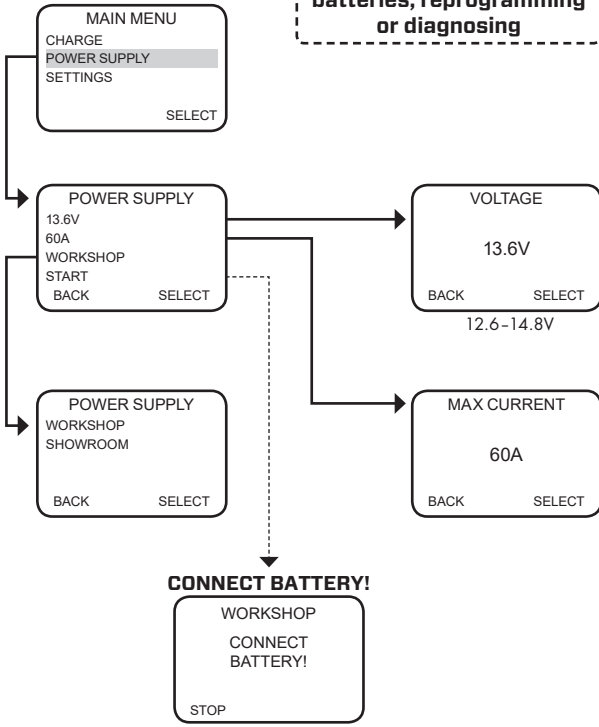 batteries, reprogramming
or diagnosing
MAIN MENU
CHARGE
POWER SUPPLY
SETTINGS
SELECT
POWER SUPPLY
13.6V
60A
WORKSHOP
START
BACK SELECT
VOLTAGE
13.6V
BACK SELECT
12.6–14.8V
POWER SUPPLY
WORKSHOP
SHOWROOM
BACK SELECT
MAX CURRENT
60A
BACK SELECT
CONNECT BATTERY!
WORKSHOP
CONNECT
BATTERY!
STOP